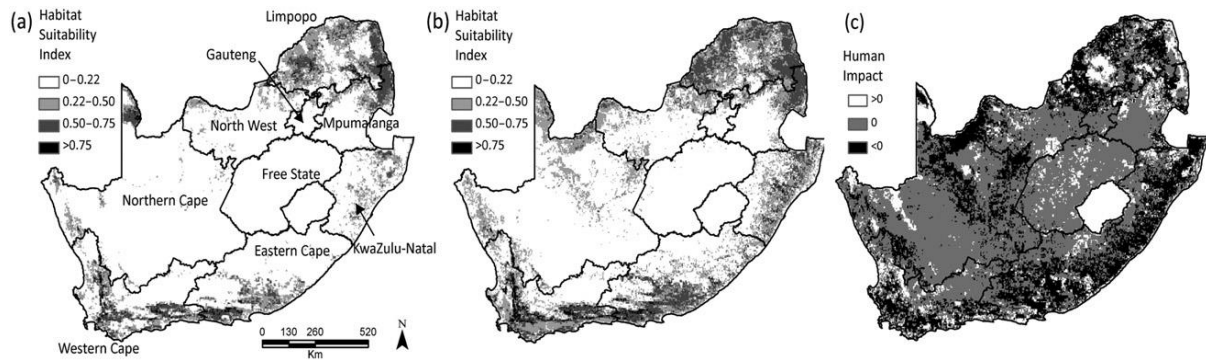 (a)
Habitat
Suitability
Index
0–0.22
0.22–0.50
0.50–0.75
>0.75
Limpopo
Gauteng
North West
Mpumalanga
Free State
Northern Cape
KwaZulu-Natal
Eastern Cape
Western Cape
0 130 260 520
Km
N
(b)
Habitat
Suitability
Index
0–0.22
0.22–0.50
0.50–0.75
>0.75
(c)
Human
Impact
>0
0
<0